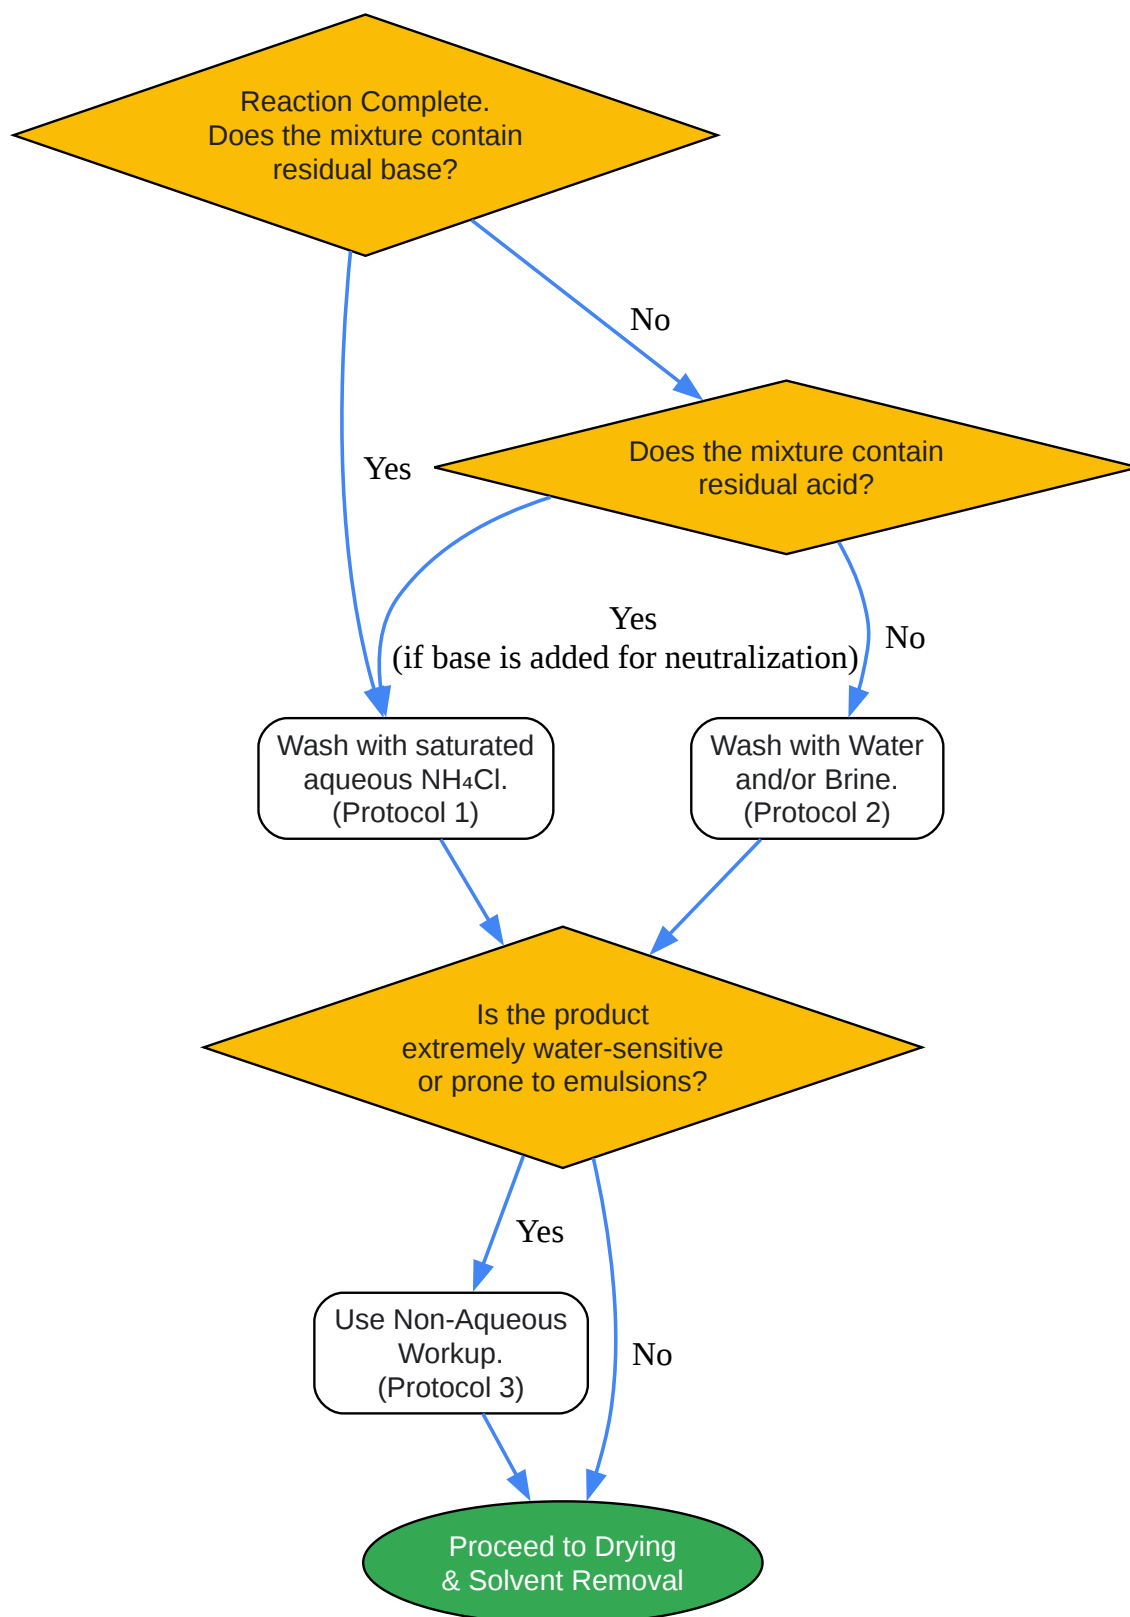 Reaction Complete.
Does the mixture contain
residual base?
No
Yes
Does the mixture contain
residual acid?
Yes
(if base is added for neutralization)
No
Wash with saturated
aqueous NH₄Cl.
(Protocol 1)
Wash with Water
and/or Brine.
(Protocol 2)
Is the product
extremely water-sensitive
or prone to emulsions?
Yes
No
Use Non-Aqueous
Workup.
(Protocol 3)
Proceed to Drying
& Solvent Removal